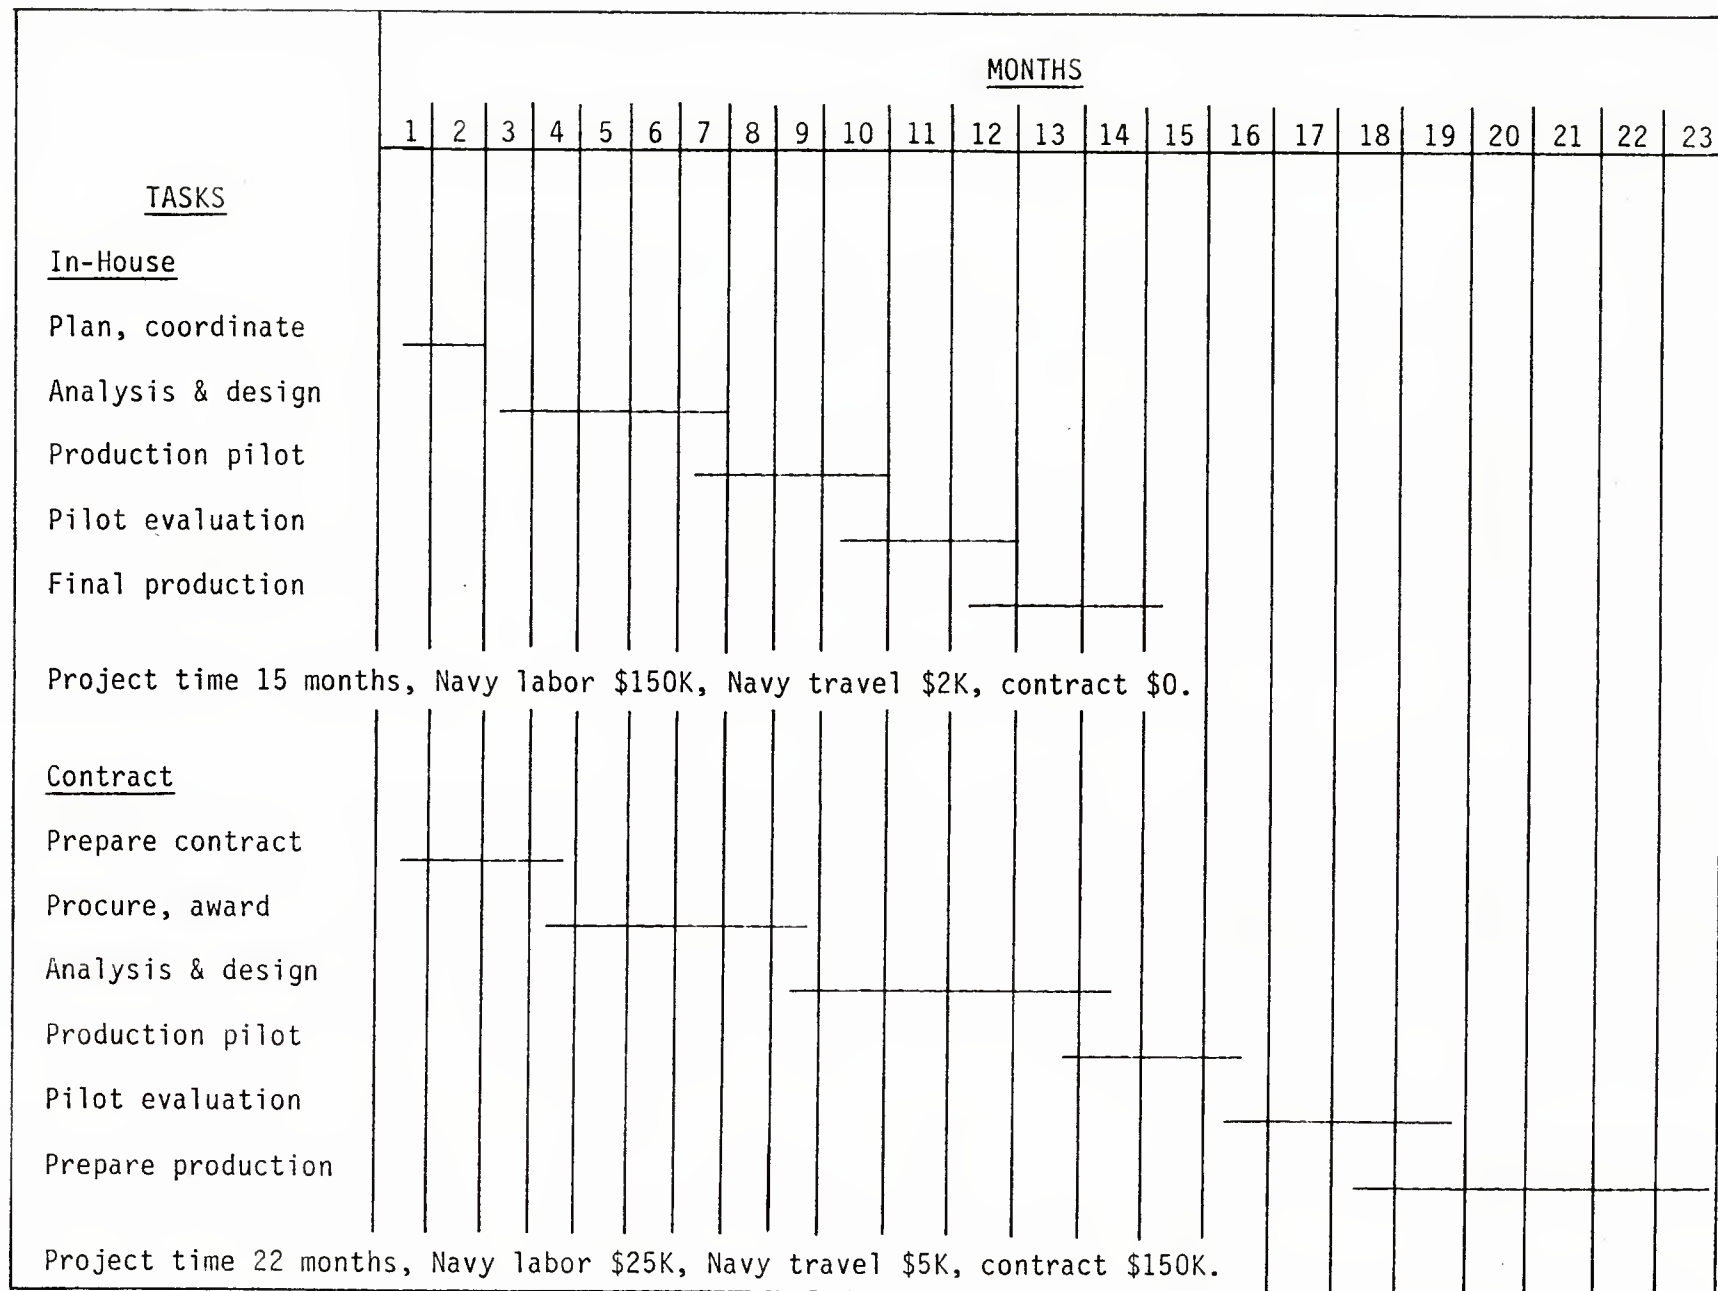 MONTHS
1 2 3 4 5 6 7 8 9 10 11 12 13 14 15 16 17 18 19 20 21 22 23
TASKS
In-House
Plan, coordinate
Analysis & design
Production pilot
Pilot evaluation
Final production
Project time 15 months, Navy labor $150K, Navy travel $2K, contract $0.
Contract
Prepare contract
Procure, award
Analysis & design
Production pilot
Pilot evaluation
Prepare production
Project time 22 months, Navy labor $25K, Navy travel $5K, contract $150K.